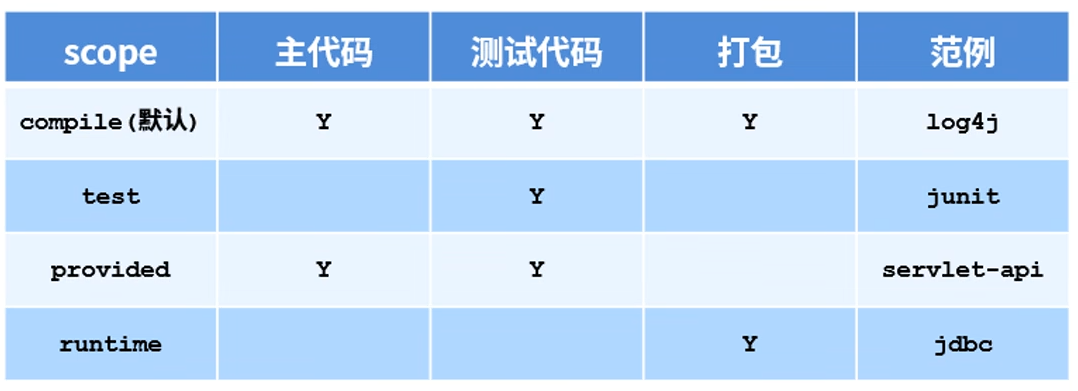 scope 主代码 测试代码 打包 范例
compile(默认) Y Y Y log4j
test Y junit
provided Y Y servlet-api
runtime Y jdbc